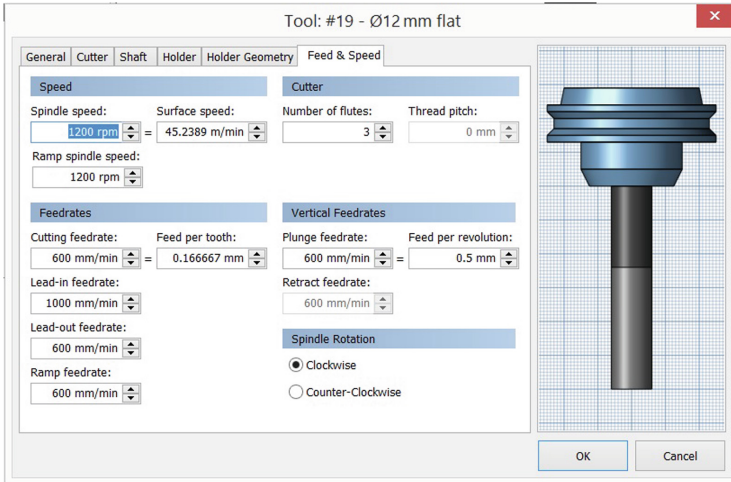 Tool: #19 - Ø12 mm flat
General Cutter Shaft Holder Holder Geometry Feed & Speed
Speed
Spindle speed: Surface speed:
1200 rpm = 45.2389 m/min
Ramp spindle speed:
1200 rpm
Cutter
Number of flutes: Thread pitch:
3 0 mm
Feedrates
Cutting feedrate: Feed per tooth:
600 mm/min = 0.166667 mm
Lead-in feedrate:
1000 mm/min
Lead-out feedrate:
600 mm/min
Ramp feedrate:
600 mm/min
Vertical Feedrates
Plunge feedrate: Feed per revolution:
600 mm/min = 0.5 mm
Retract feedrate:
600 mm/min
Spindle Rotation
Clockwise
Counter-Clockwise
OK Cancel